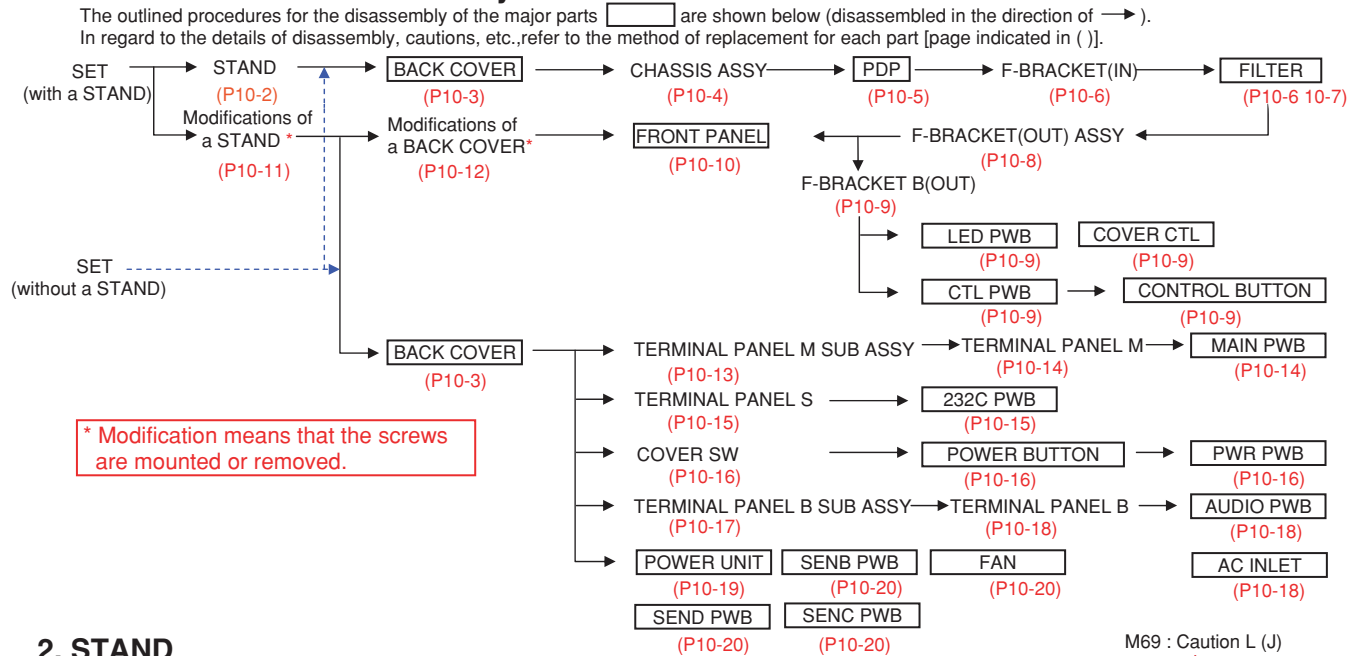 The outlined procedures for the disassembly of the major parts are shown below (disassembled in the direction of ).
In regard to the details of disassembly, cautions, etc.,refer to the method of replacement for each part [page indicated in ( )].
SET
(with a STAND)
STAND
(P10-2)
BACK COVER
(P10-3)
CHASSIS ASSY
(P10-4)
PDP
(P10-5)
F-BRACKET(IN)
(P10-6)
FILTER
(P10-6 10-7)
Modifications of
a STAND *
(P10-11)
Modifications of
a BACK COVER*
(P10-12)
FRONT PANEL
(P10-10)
F-BRACKET(OUT) ASSY
(P10-8)
F-BRACKET B(OUT)
(P10-9)
LED PWB
(P10-9)
COVER CTL
(P10-9)
CTL PWB
(P10-9)
CONTROL BUTTON
(P10-9)
SET
(without a STAND)
BACK COVER
(P10-3)
TERMINAL PANEL M SUB ASSY
(P10-13)
TERMINAL PANEL M
(P10-14)
MAIN PWB
(P10-14)
TERMINAL PANEL S
(P10-15)
232C PWB
(P10-15)
COVER SW
(P10-16)
POWER BUTTON
(P10-16)
PWR PWB
(P10-16)
TERMINAL PANEL B SUB ASSY
(P10-17)
TERMINAL PANEL B
(P10-18)
AUDIO PWB
(P10-18)
POWER UNIT
(P10-19)
SENB PWB
(P10-20)
FAN
(P10-20)
AC INLET
(P10-18)
SEND PWB
(P10-20)
SENC PWB
(P10-20)
* Modification means that the screws
are mounted or removed.
2. STAND
M69 : Caution L (J)